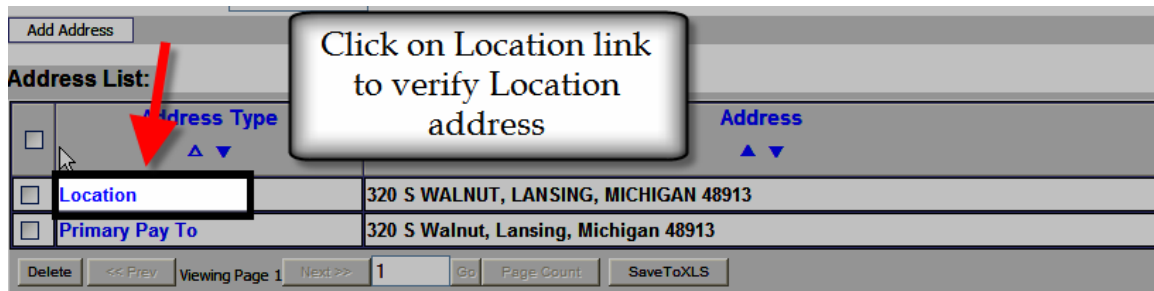 Add Address
Click on Location link
to verify Location
address
Address List:
Address Type Address
Location 320 S WALNUT, LANSING, MICHIGAN 48913
Primary Pay To 320 S Walnut, Lansing, Michigan 48913
Delete << Prev Viewing Page 1 Next >> 1 Go Page Count SaveToXLS